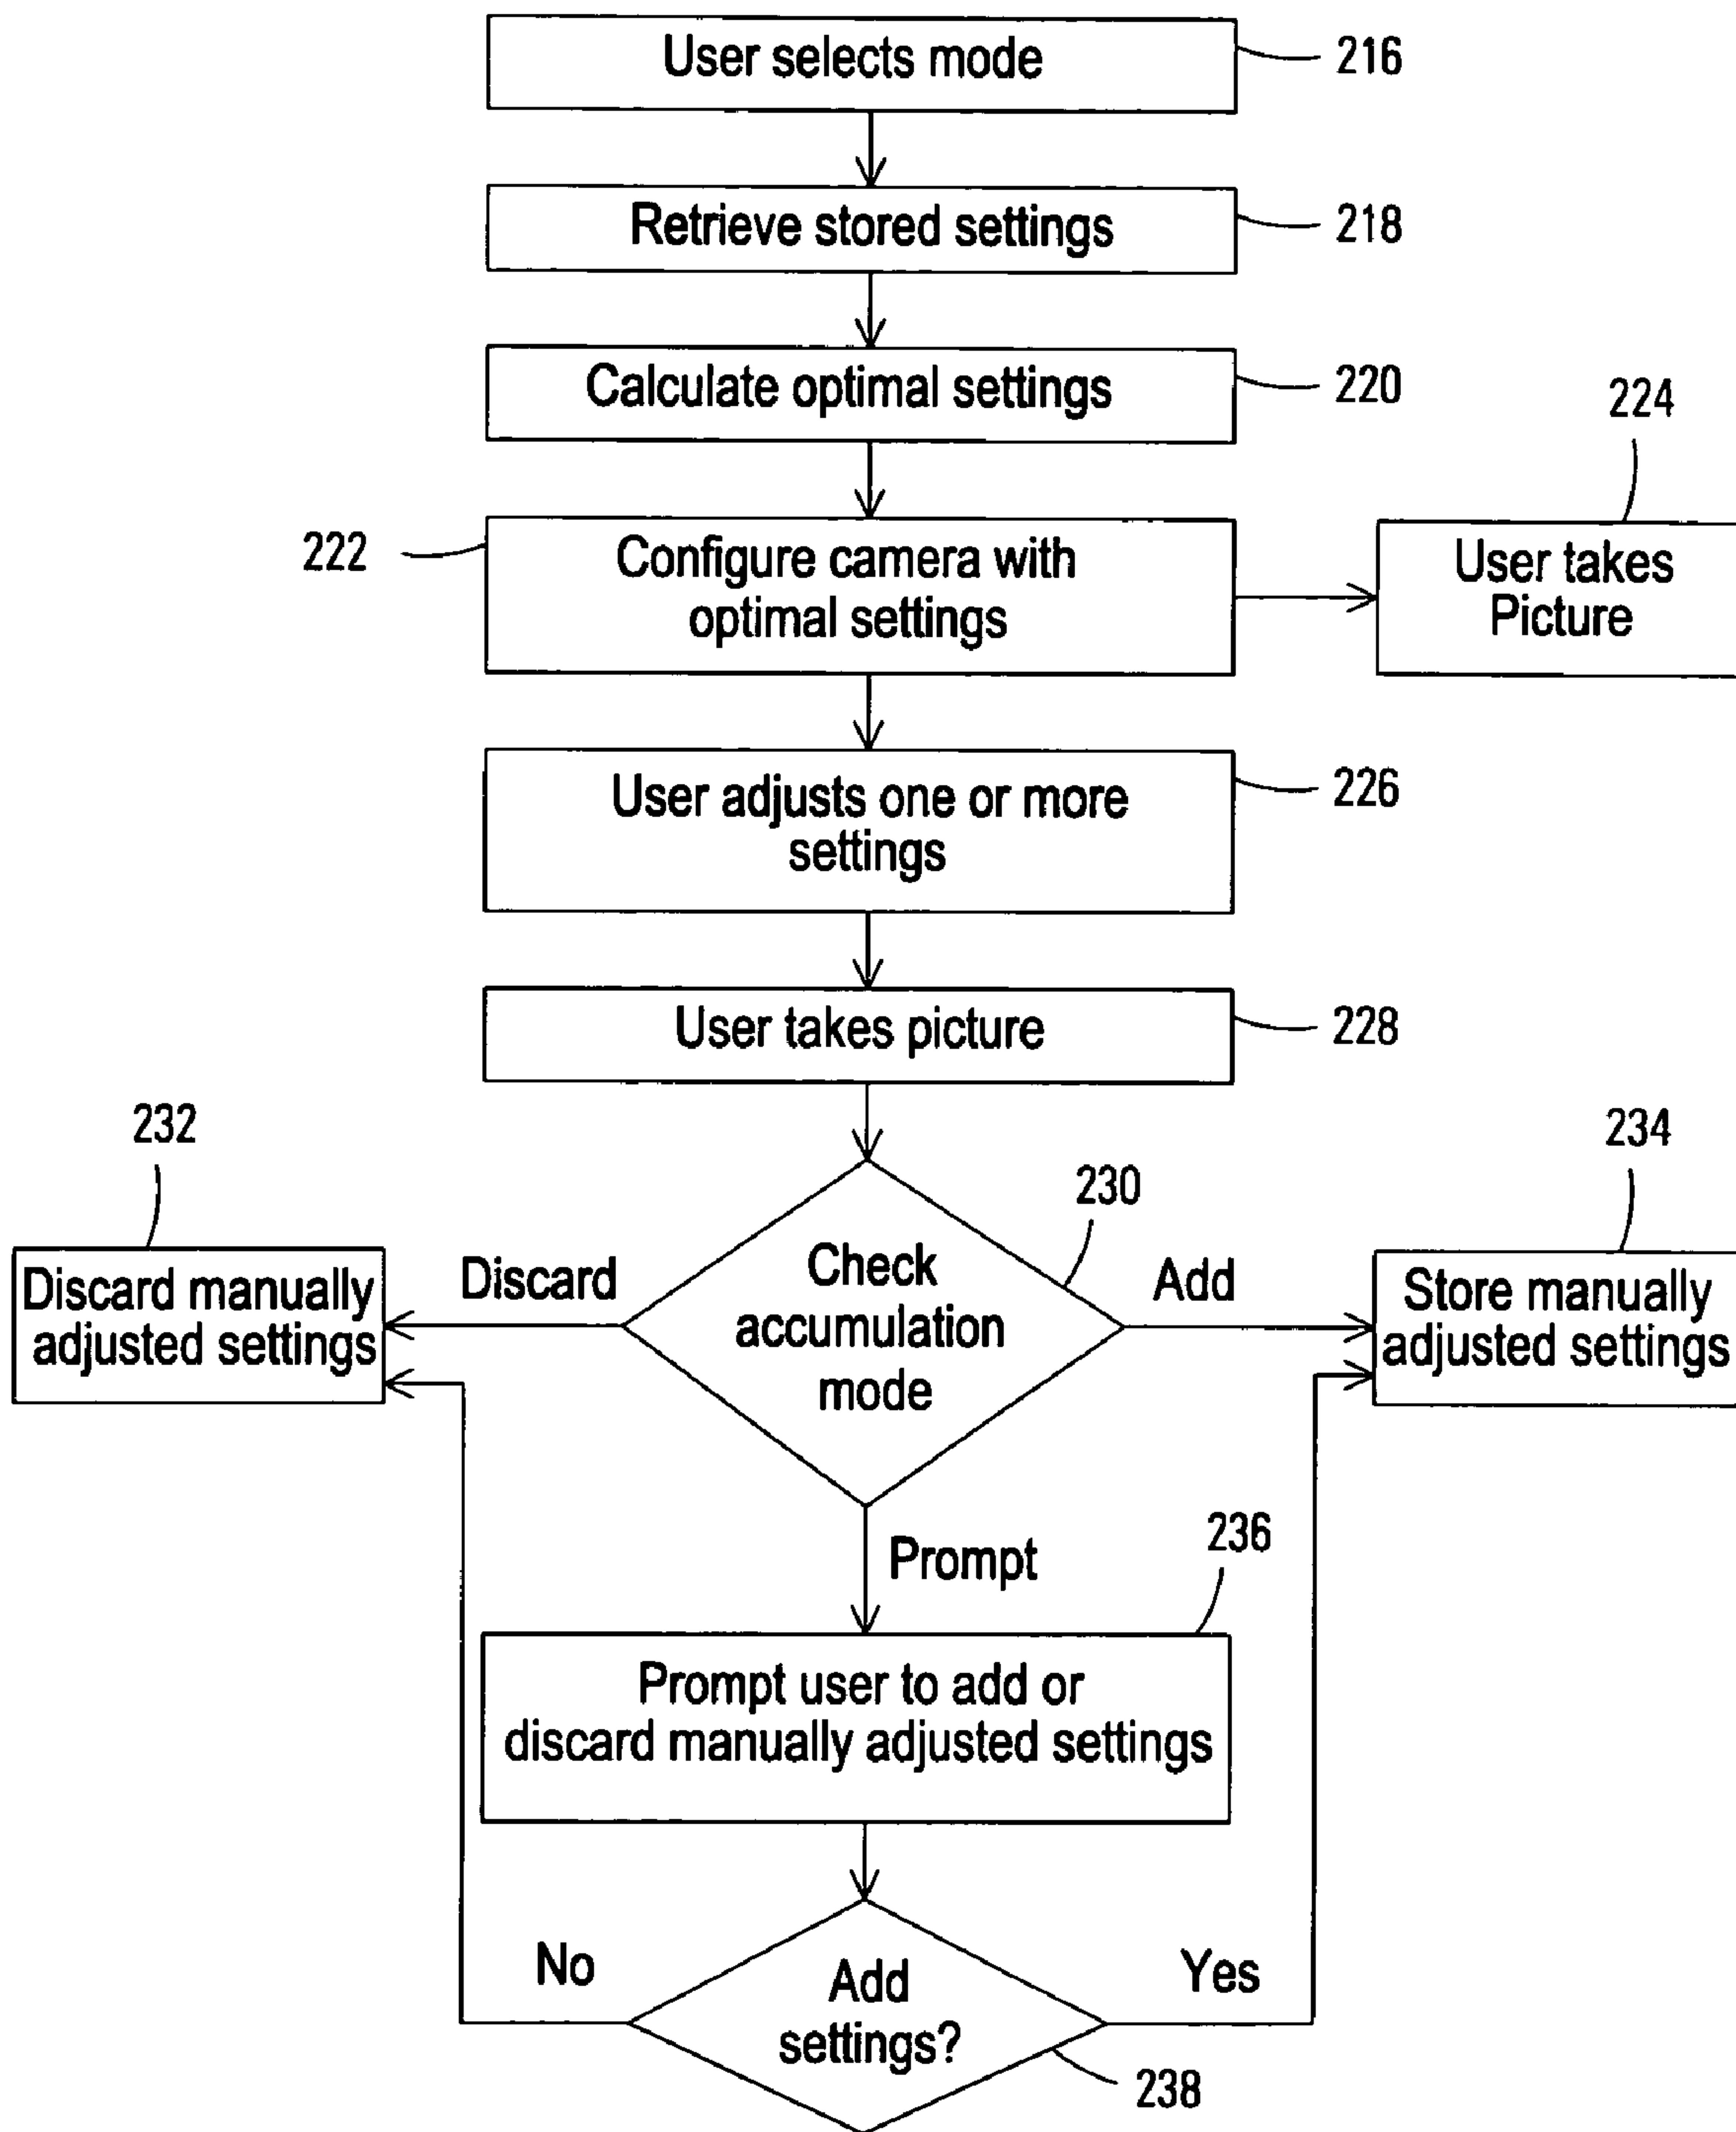 User selects mode
216
Retrieve stored settings
218
Calculate optimal settings
220
224
222
Configure camera with
optimal settings
User takes
Picture
User adjusts one or more
settings
226
User takes picture
228
232
234
230
Discard manually
adjusted settings
Discard
Check
accumulation
mode
Add
Store manually
adjusted settings
Prompt
236
Prompt user to add or
discard manually adjusted settings
No
Add
settings?
Yes
238